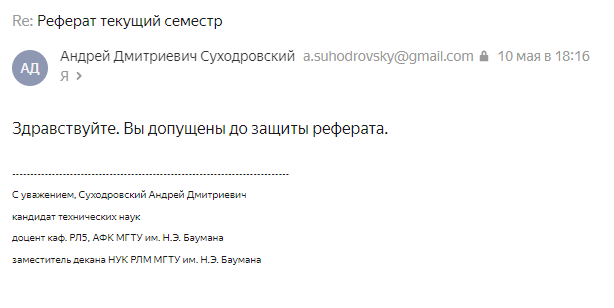 Re: Реферат текущий семестр
АД
Андрей Дмитриевич Суходровский a.suhodrovsky@gmail.com 10 мая в 18:16
Я >
Здравствуйте. Вы допущены до защиты реферата.
--------------------------------------------------------------------------------
С уважением, Суходровский Андрей Дмитриевич
кандидат технических наук
доцент каф. РЛ5, АФК МГТУ им. Н.Э. Баумана
заместитель декана НУК РЛМ МГТУ им. Н.Э. Баумана